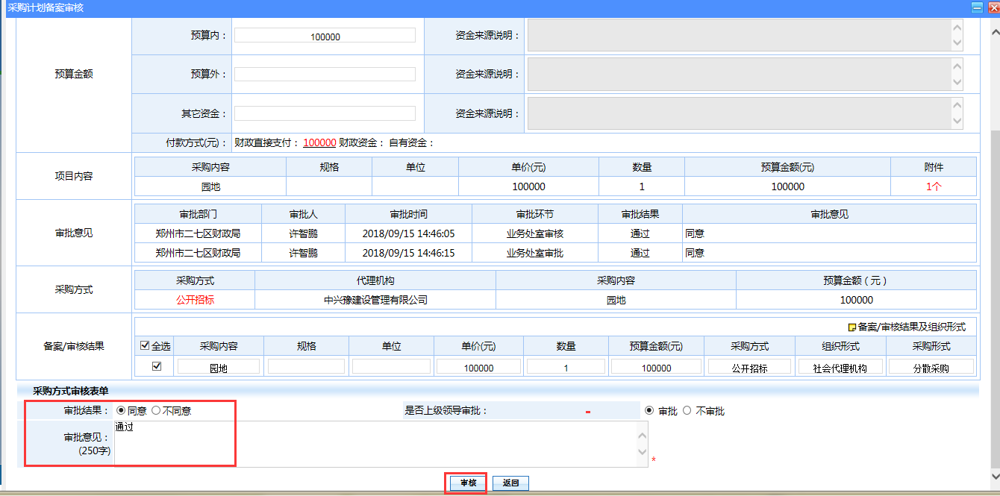 采购计划备案审核
预算金额
预算内： 100000 资金来源说明：
预算外： 资金来源说明：
其它资金： 资金来源说明：
付款方式(元)： 财政直接支付： 100000 财政资金： 自有资金：
项目内容
采购内容 规格 单位 单价(元) 数量 预算金额(元) 附件
园地 100000 1 100000 1个
审批意见
审批部门 审批人 审批时间 审批环节 审批结果 审批意见
郑州市二七区财政局 许智鹏 2018/09/15 14:46:05 业务处室审核 通过 同意
郑州市二七区财政局 许智鹏 2018/09/15 14:46:15 业务处室审批 通过 同意
采购方式
采购方式 代理机构 采购内容 预算金额（元）
公开招标 中兴豫建设管理有限公司 园地 100000
备案/审核结果
备案/审核结果及组织形式
全选 采购内容 规格 单位 单价(元) 数量 预算金额(元) 采购方式 组织形式 采购形式
园地 100000 1 100000 公开招标 社会代理机构 分散采购
采购方式审核表单
审批结果： 同意 不同意 是否上级领导审批： 审批 不审批
审批意见： 通过
(250字)
*
审核 返回